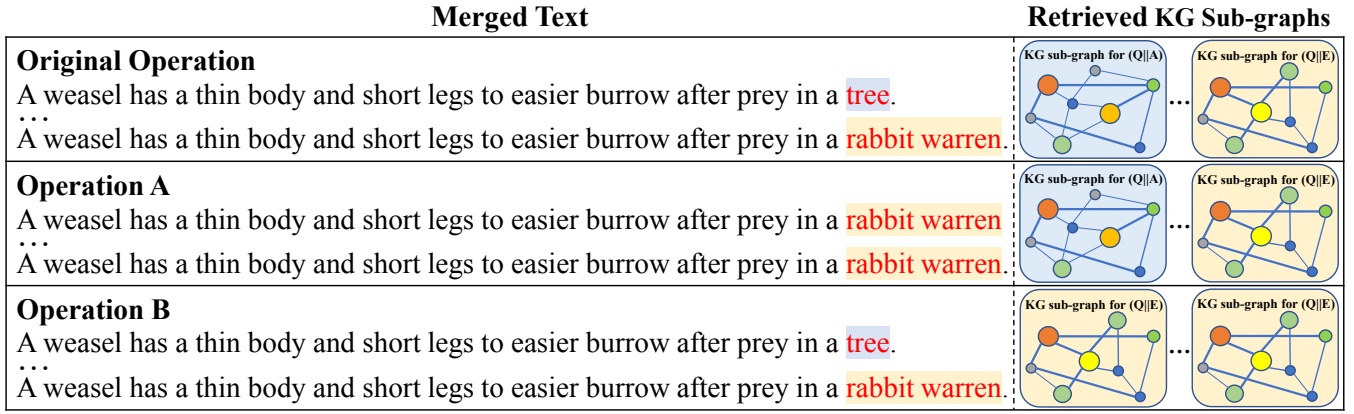 Merged Text
Retrieved KG Sub-graphs
Original Operation
A weasel has a thin body and short legs to easier burrow after prey in a tree.
...
A weasel has a thin body and short legs to easier burrow after prey in a rabbit warren.
KG sub-graph for (Q||A)
...
KG sub-graph for (Q||E)
Operation A
A weasel has a thin body and short legs to easier burrow after prey in a rabbit warren
...
A weasel has a thin body and short legs to easier burrow after prey in a rabbit warren.
KG sub-graph for (Q||A)
...
KG sub-graph for (Q||E)
Operation B
A weasel has a thin body and short legs to easier burrow after prey in a tree.
...
A weasel has a thin body and short legs to easier burrow after prey in a rabbit warren.
KG sub-graph for (Q||E)
...
KG sub-graph for (Q||E)